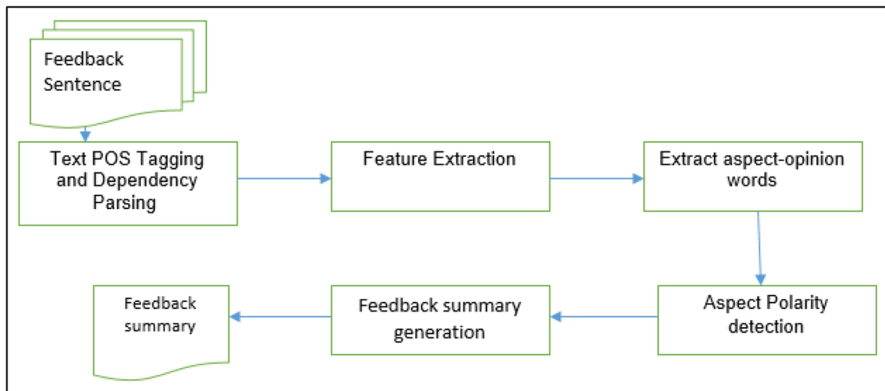 Feedback
Sentence
Text POS Tagging
and Dependency
Parsing
Feature Extraction
Extract aspect-opinion
words
Aspect Polarity
detection
Feedback summary
generation
Feedback
summary